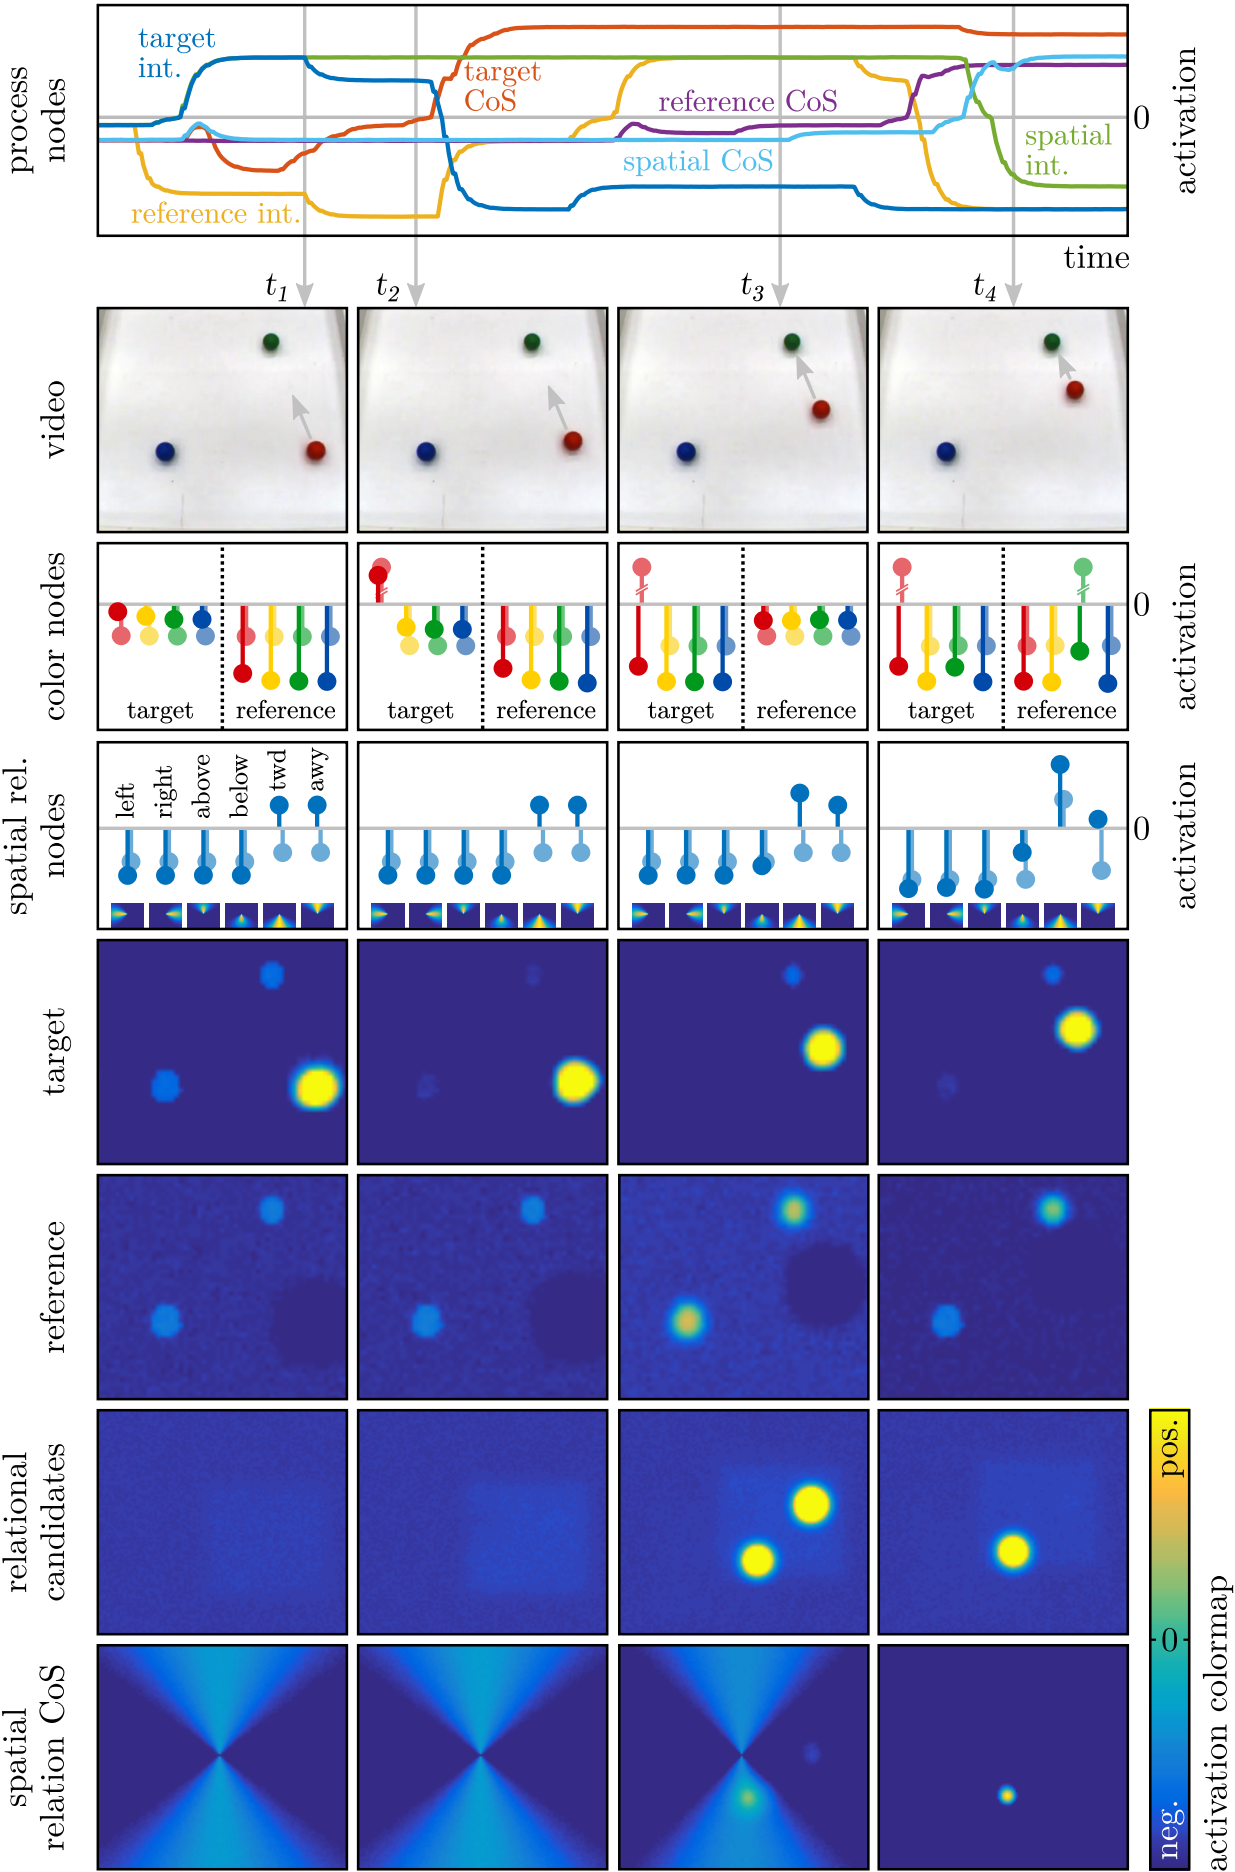 process
nodes
target
int.
target
CoS
reference CoS
spatial CoS
reference int.
spatial
int.
0
activation
time
t1
t2
t3
t4
video
color nodes
target
reference
target
reference
target
reference
target
reference
0
activation
spatial rel.
nodes
left
right
above
below
twd
awy
0
activation
target
reference
relational
candidates
spatial
relation CoS
pos.
0
neg.
activation colormap